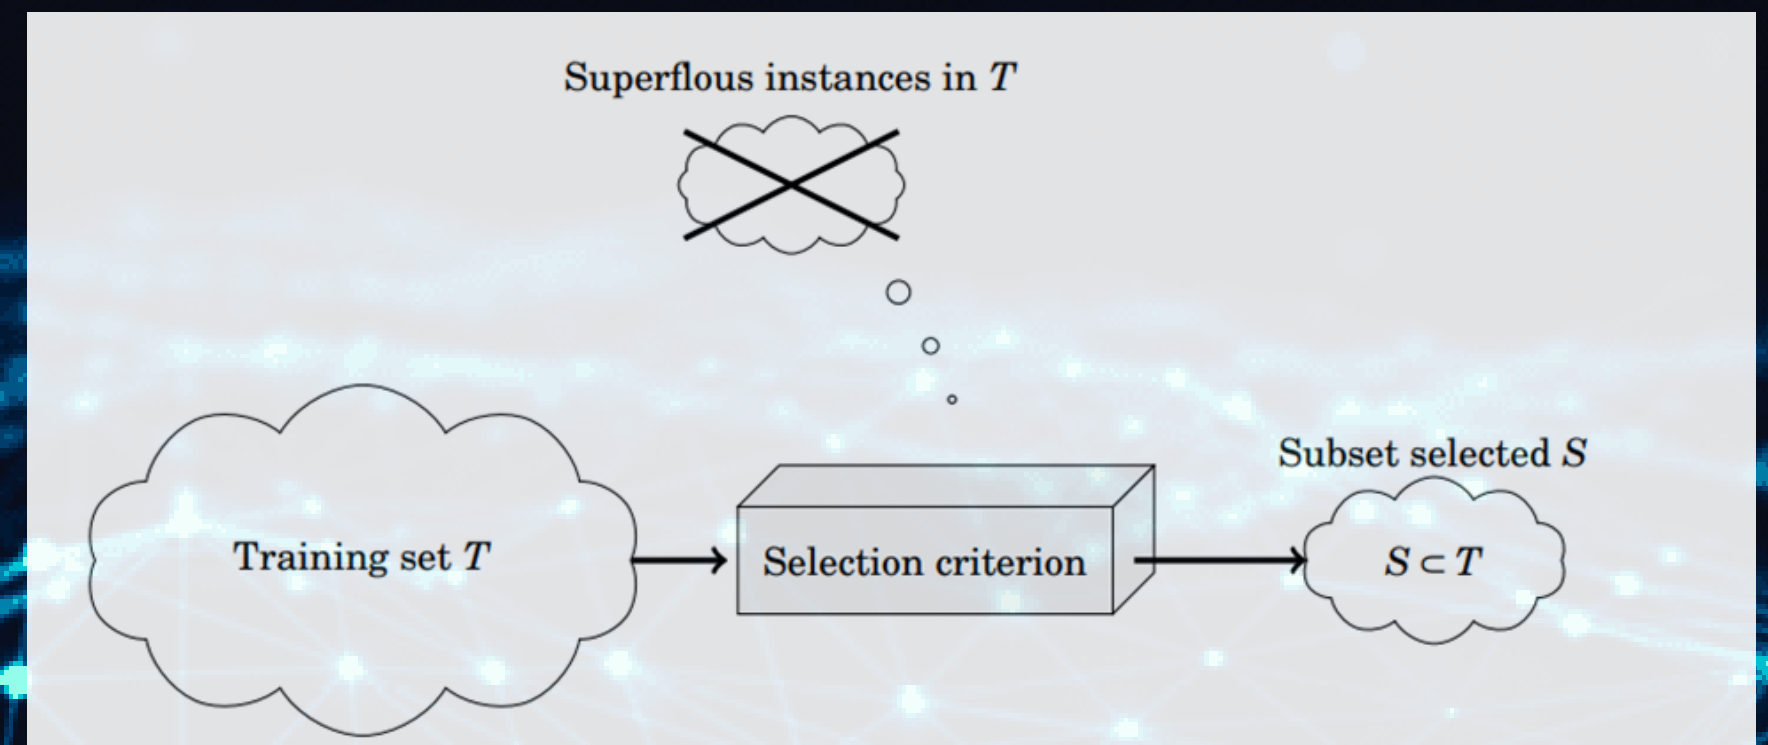 Superflous instances in T
Training set T
Selection criterion
Subset selected S
S ⊂ T